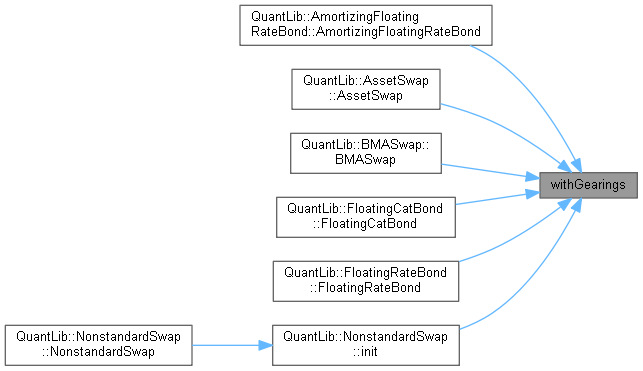 QuantLib::AmortizingFloating
RateBond::AmortizingFloatingRateBond
QuantLib::AssetSwap
::AssetSwap
QuantLib::BMASwap::
BMASwap
withGearings
QuantLib::FloatingCatBond
::FloatingCatBond
QuantLib::FloatingRateBond
::FloatingRateBond
QuantLib::NonstandardSwap
::NonstandardSwap
QuantLib::NonstandardSwap
::init